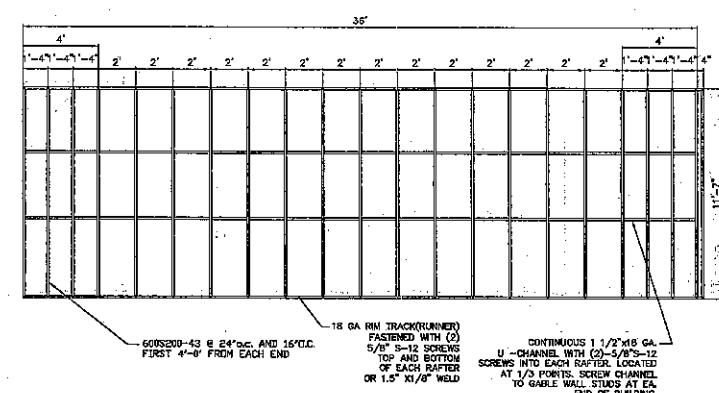 36'
4'
4'
1'-4" 1'-4" 1'-4" 2' 2' 2' 2' 2' 2' 2' 2' 2' 2' 2' 2' 2' 2' 1'-4" 1'-4" 1'-4" 4"
11'-7"
600S200-43 @ 24"o.c. AND 16"O.C.
FIRST 4'-0" FROM EACH END
18 GA RIM TRACK(RUNNER)
FASTENED WITH (2)
5/8" S-12 SCREWS
TOP AND BOTTOM
OF EACH RAFTER
OR 1.5" X1/8" WELD
CONTINUOUS 1 1/2"x16 GA.
U -CHANNEL WITH (2)-5/8"S-12
SCREWS INTO EACH RAFTER. LOCATED
AT 1/3 POINTS. SCREW CHANNEL
TO GABLE WALL STUDS AT EA.
END OF BUILDING